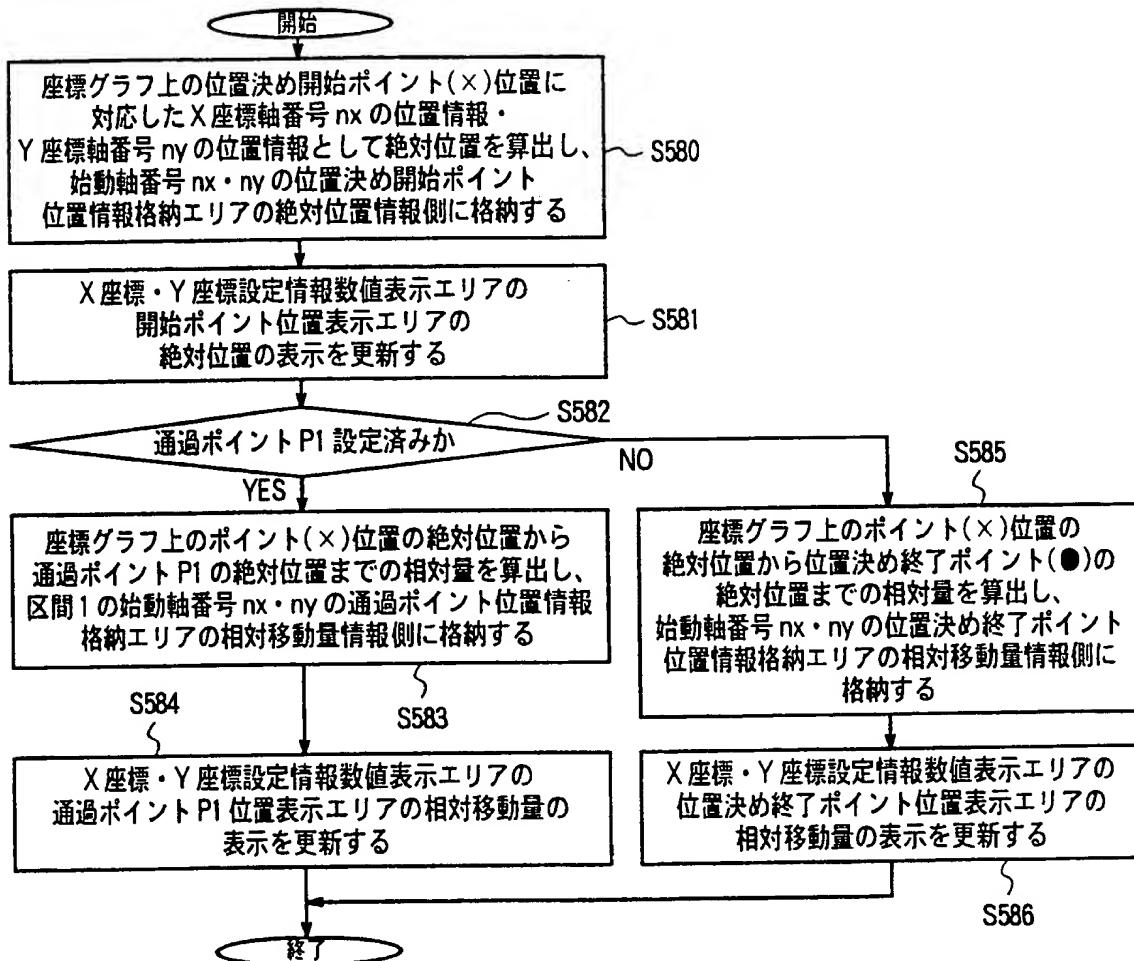 開始
座標グラフ上の位置決め開始ポイント(×)位置に
対応したX座標軸番号nxの位置情報・
Y座標軸番号nyの位置情報として絶対位置を算出し、
始動軸番号nx・nyの位置決め開始ポイント
位置情報格納エリアの絶対位置情報側に格納する
S580
X座標・Y座標設定情報数値表示エリアの
開始ポイント位置表示エリアの
絶対位置の表示を更新する
S581
通過ポイントP1設定済みか
S582
YES
NO
座標グラフ上のポイント(×)位置の絶対位置から
通過ポイントP1の絶対位置までの相対量を算出し、
区間1の始動軸番号nx・nyの通過ポイント位置情報
格納エリアの相対移動量情報側に格納する
S583
S584
X座標・Y座標設定情報数値表示エリアの
通過ポイントP1位置表示エリアの相対移動量の
表示を更新する
S585
座標グラフ上のポイント(×)位置の
絶対位置から位置決め終了ポイント(●)の
絶対位置までの相対量を算出し、
始動軸番号nx・nyの位置決め終了ポイント
位置情報格納エリアの相対移動量情報側に
格納する
X座標・Y座標設定情報数値表示エリアの
位置決め終了ポイント位置表示エリアの
相対移動量の表示を更新する
S586
終了